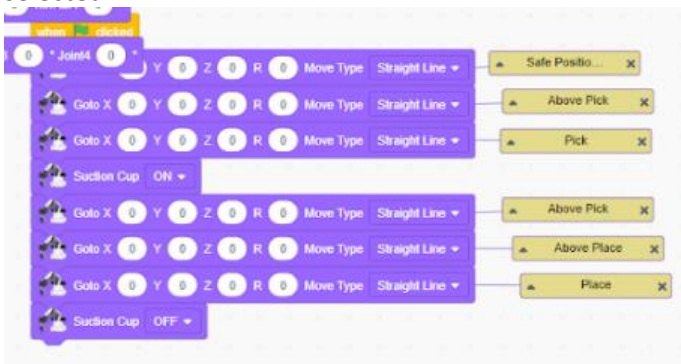 when clicked
0 ° Joint4 0 °
Y 0 Z 0 R 0 Move Type Straight Line Safe Positio...
Goto X 0 Y 0 Z 0 R 0 Move Type Straight Line Above Pick
Goto X 0 Y 0 Z 0 R 0 Move Type Straight Line Pick
Suction Cup ON
Goto X 0 Y 0 Z 0 R 0 Move Type Straight Line Above Pick
Goto X 0 Y 0 Z 0 R 0 Move Type Straight Line Above Place
Goto X 0 Y 0 Z 0 R 0 Move Type Straight Line Place
Suction Cup OFF